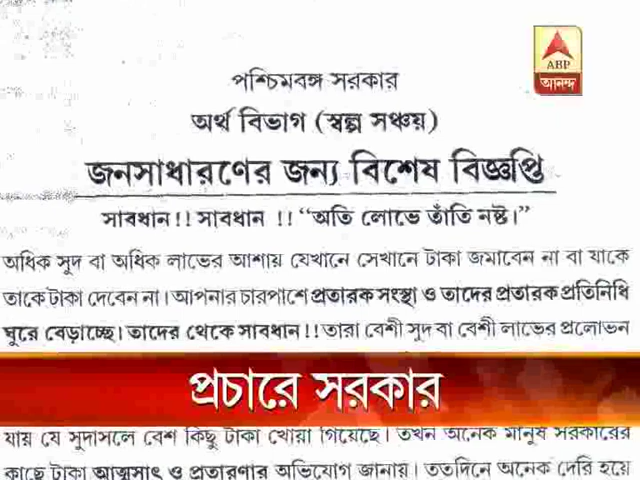 ABP
আনন্দ
পশ্চিমবঙ্গ সরকার
অর্থ বিভাগ (স্বল্প সঞ্চয়)
জনসাধারণের জন্য বিশেষ বিজ্ঞপ্তি
সাবধান!! সাবধান !! “অতি লোভে তাঁতি নষ্ট।”
অধিক সুদ বা অধিক লাভের আশায় যেখানে সেখানে টাকা জমাবেন না বা যাকে
তাকে টাকা দেবেন না। আপনার চারপাশে প্রতারক সংস্থা ও তাদের প্রতারক প্রতিনিধি
ঘুরে বেড়াচ্ছে। তাদের থেকে সাবধান!! তারা বেশী সুদ বা বেশী লাভের প্রলোভন
প্রচারে সরকার
যায় যে সুদাসলে বেশ কিছু টাকা খোয়া গিয়েছে। তখন অনেক মানুষ সরকারের
কাছে টাকা আত্মসাৎ ও প্রতারণার অভিযোগ জানায়। ততদিনে অনেক দেরি হয়ে